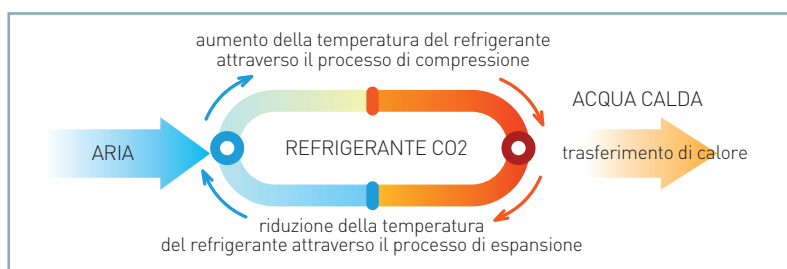 aumento della temperatura del refrigerante
attraverso il processo di compressione
ACQUA CALDA
ARIA
REFRIGERANTE CO2
trasferimento di calore
riduzione della temperatura
del refrigerante attraverso il processo di espansione